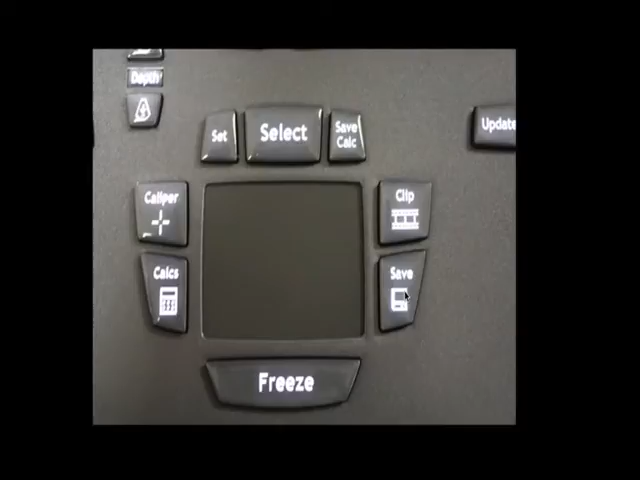 Depth
Set
Select
Save
Calc
Update
Caliper
Clip
Calcs
Save
Freeze